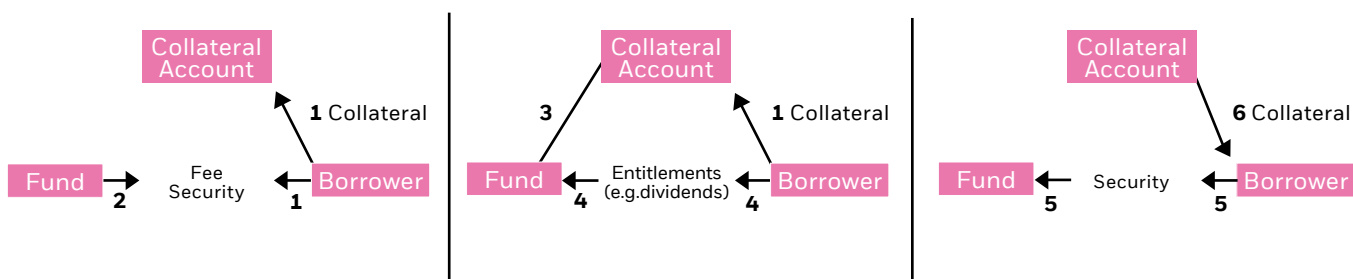 Collateral
Account
1 Collateral
Fund
Fee
Security
Borrower
2
1
Collateral
Account
3
1 Collateral
Fund
Entitlements
(e.g.dividends)
Borrower
4
4
Collateral
Account
6 Collateral
Fund
Security
Borrower
5
5